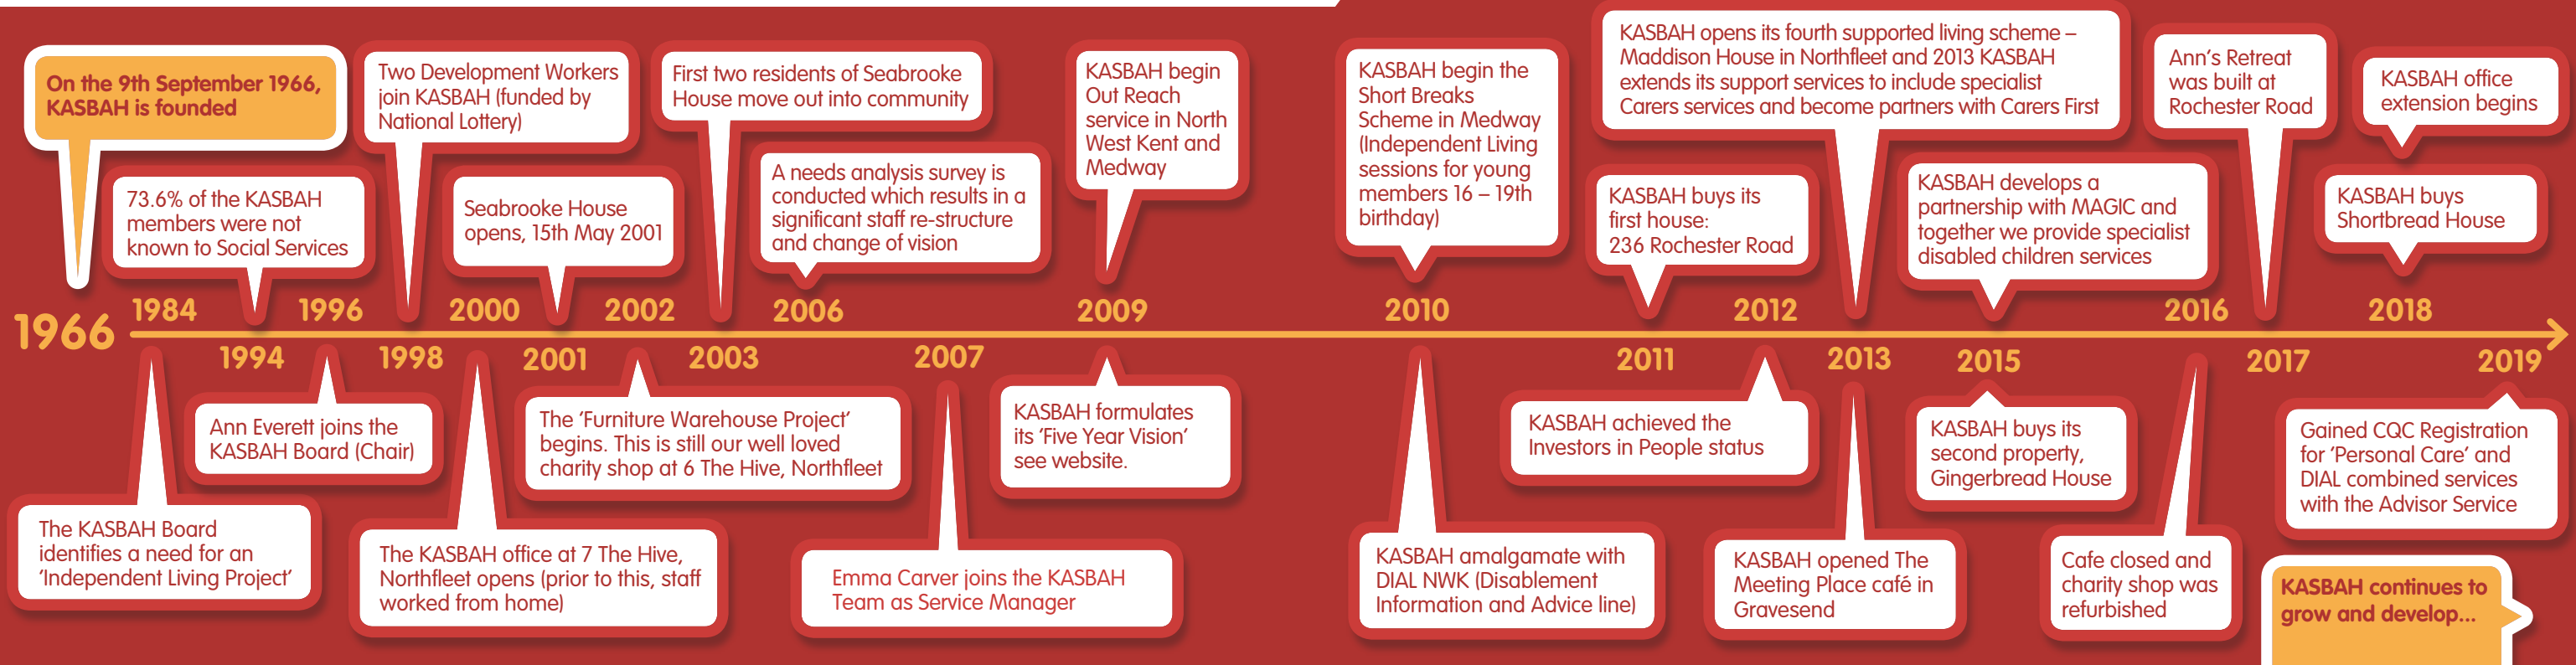 On the 9th September 1966,
KASBAH is founded
73.6% of the KASBAH
members were not
known to Social Services
Two Development Workers
join KASBAH (funded by
National Lottery)
Seabrooke House
opens, 15th May 2001
First two residents of Seabrooke
House move out into community
A needs analysis survey is
conducted which results in a
significant staff re-structure
and change of vision
KASBAH begin
Out Reach
service in North
West Kent and
Medway
KASBAH begin the
Short Breaks
Scheme in Medway
(Independent Living
sessions for young
members 16 – 19th
birthday)
KASBAH opens its fourth supported living scheme –
Maddison House in Northfleet and 2013 KASBAH
extends its support services to include specialist
Carers services and become partners with Carers First
KASBAH buys its
first house:
236 Rochester Road
KASBAH develops a
partnership with MAGIC and
together we provide specialist
disabled children services
Ann's Retreat
was built at
Rochester Road
KASBAH office
extension begins
KASBAH buys
Shortbread House
1966
1984
1996
2000
2002
2006
2009
2010
2012
2016
2018
1994
1998
2001
2003
2007
2011
2013
2015
2017
2019
The KASBAH Board
identifies a need for an
'Independent Living Project'
Ann Everett joins the
KASBAH Board (Chair)
The KASBAH office at 7 The Hive,
Northfleet opens (prior to this, staff
worked from home)
The 'Furniture Warehouse Project'
begins. This is still our well loved
charity shop at 6 The Hive, Northfleet
Emma Carver joins the KASBAH
Team as Service Manager
KASBAH formulates
its 'Five Year Vision'
see website.
KASBAH amalgamate with
DIAL NWK (Disablement
Information and Advice line)
KASBAH achieved the
Investors in People status
KASBAH opened The
Meeting Place café in
Gravesend
KASBAH buys its
second property,
Gingerbread House
Cafe closed and
charity shop was
refurbished
Gained CQC Registration
for 'Personal Care' and
DIAL combined services
with the Advisor Service
KASBAH continues to
grow and develop...